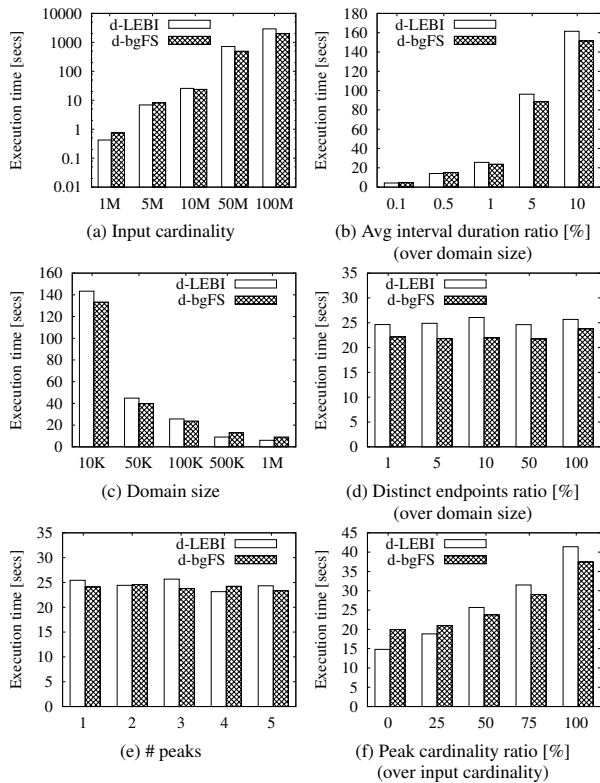 Execution time [secs]
10000
1000
100
10
1
0.1
0.01
d-LEBI
d-bgFS
1M 5M 10M 50M 100M
(a) Input cardinality
Execution time [secs]
180
160
140
120
100
80
60
40
20
0
d-LEBI
d-bgFS
0.1 0.5 1 5 10
(b) Avg interval duration ratio [%]
(over domain size)
Execution time [secs]
160
140
120
100
80
60
40
20
0
d-LEBI
d-bgFS
10K 50K 100K 500K 1M
(c) Domain size
Execution time [secs]
35
30
25
20
15
10
5
0
d-LEBI
d-bgFS
1 5 10 50 100
(d) Distinct endpoints ratio [%]
(over domain size)
Execution time [secs]
35
30
25
20
15
10
5
0
d-LEBI
d-bgFS
1 2 3 4 5
(e) # peaks
Execution time [secs]
45
40
35
30
25
20
15
10
5
0
d-LEBI
d-bgFS
0 25 50 75 100
(f) Peak cardinality ratio [%]
(over input cardinality)